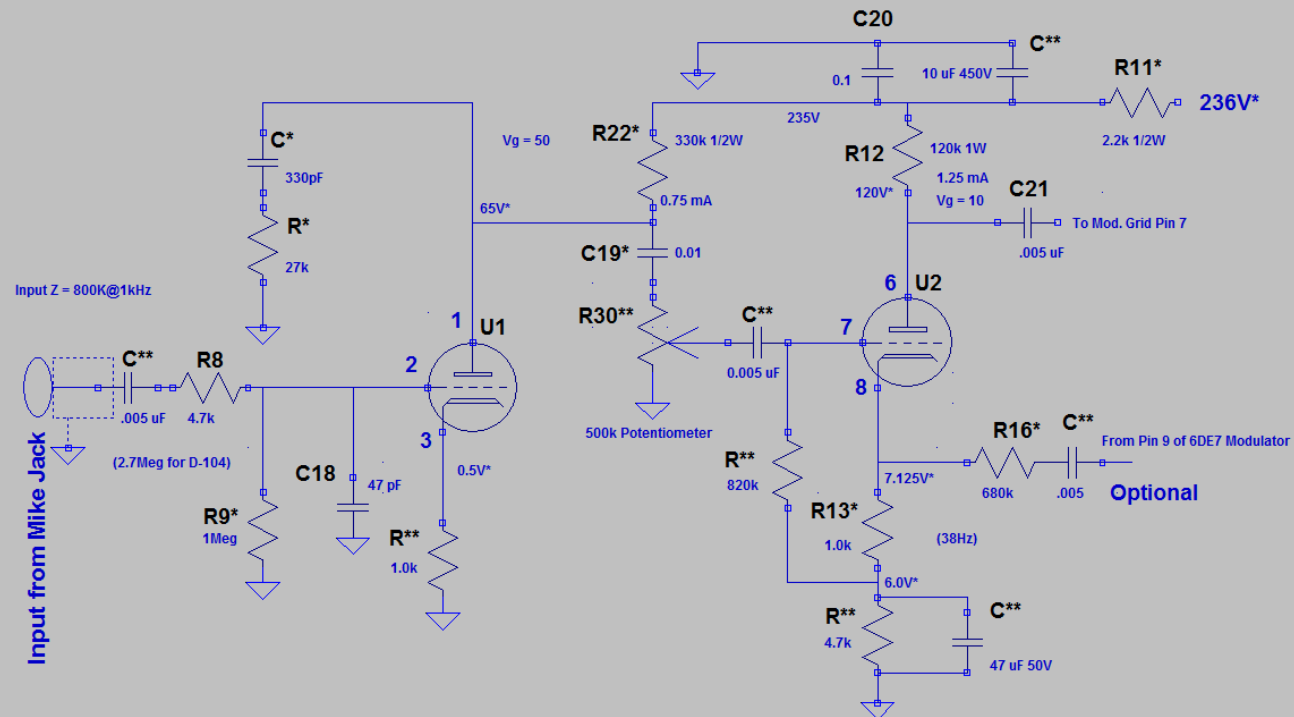 C20
C**
0.1
10 uF 450V
R11*
236V*
2.2k 1/2W
235V
C*
330pF
Vg = 50
R22*
330k 1/2W
R12
120k 1W
1.25 mA
120V*
Vg = 10
C21
.005 uF
To Mod. Grid Pin 7
0.75 mA
65V*
R*
27k
C19*
0.01
Input Z = 800K@1kHz
R30**
C**
0.005 uF
500k Potentiometer
1
U1
2
3
6
U2
7
8
C**
.005 uF
R8
4.7k
(2.7Meg for D-104)
Input from Mike Jack
R9*
1Meg
C18
47 pF
0.5V*
R**
1.0k
R**
820k
R16*
680k
C**
.005
From Pin 9 of 6DE7 Modulator
Optional
7.125V*
R13*
1.0k
(38Hz)
6.0V*
R**
4.7k
C**
47 uF 50V